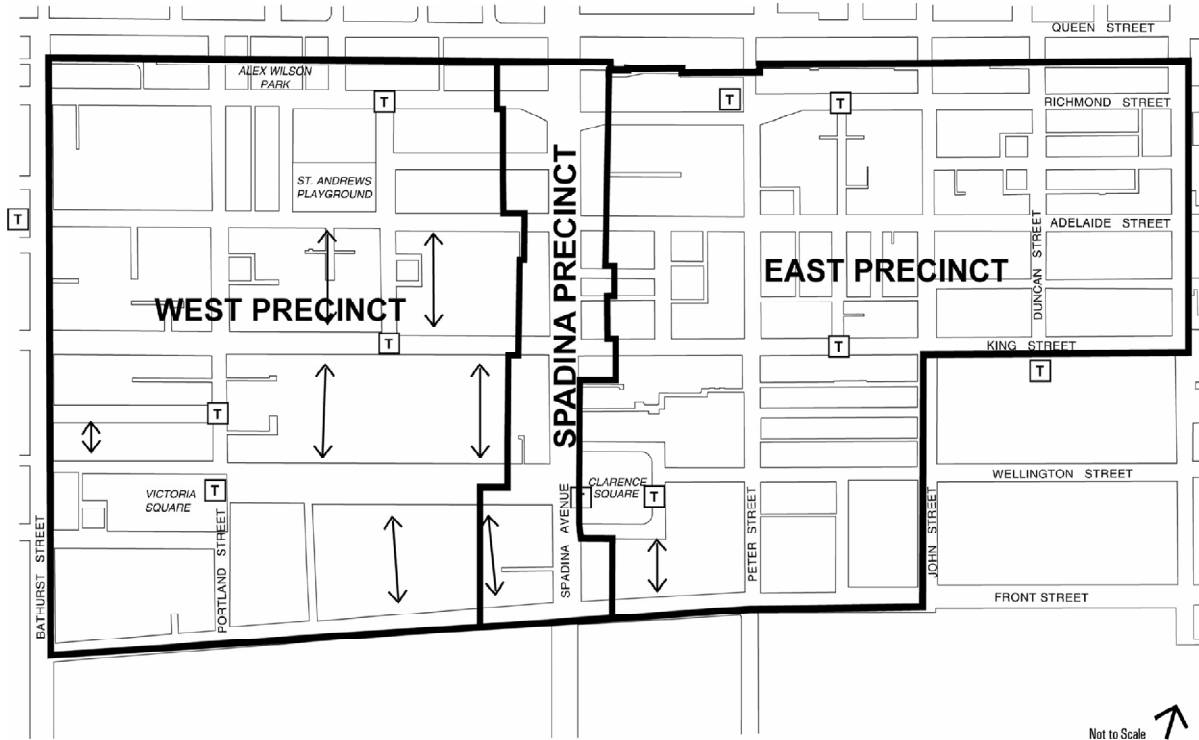 QUEEN STREET
ALEX WILSON
PARK
T
T
T
RICHMOND STREET
ST. ANDREWS
PLAYGROUND
T
ADELAIDE STREET
DUNCAN STREET
SPADINA PRECINCT
EAST PRECINCT
WEST PRECINCT
T
T
KING STREET
T
T
WELLINGTON STREET
VICTORIA
SQUARE
T
CLARENCE
SQUARE
T
BATHURST STREET
PORTLAND STREET
SPADINA AVENUE
PETER STREET
JOHN STREET
FRONT STREET
Not to Scale